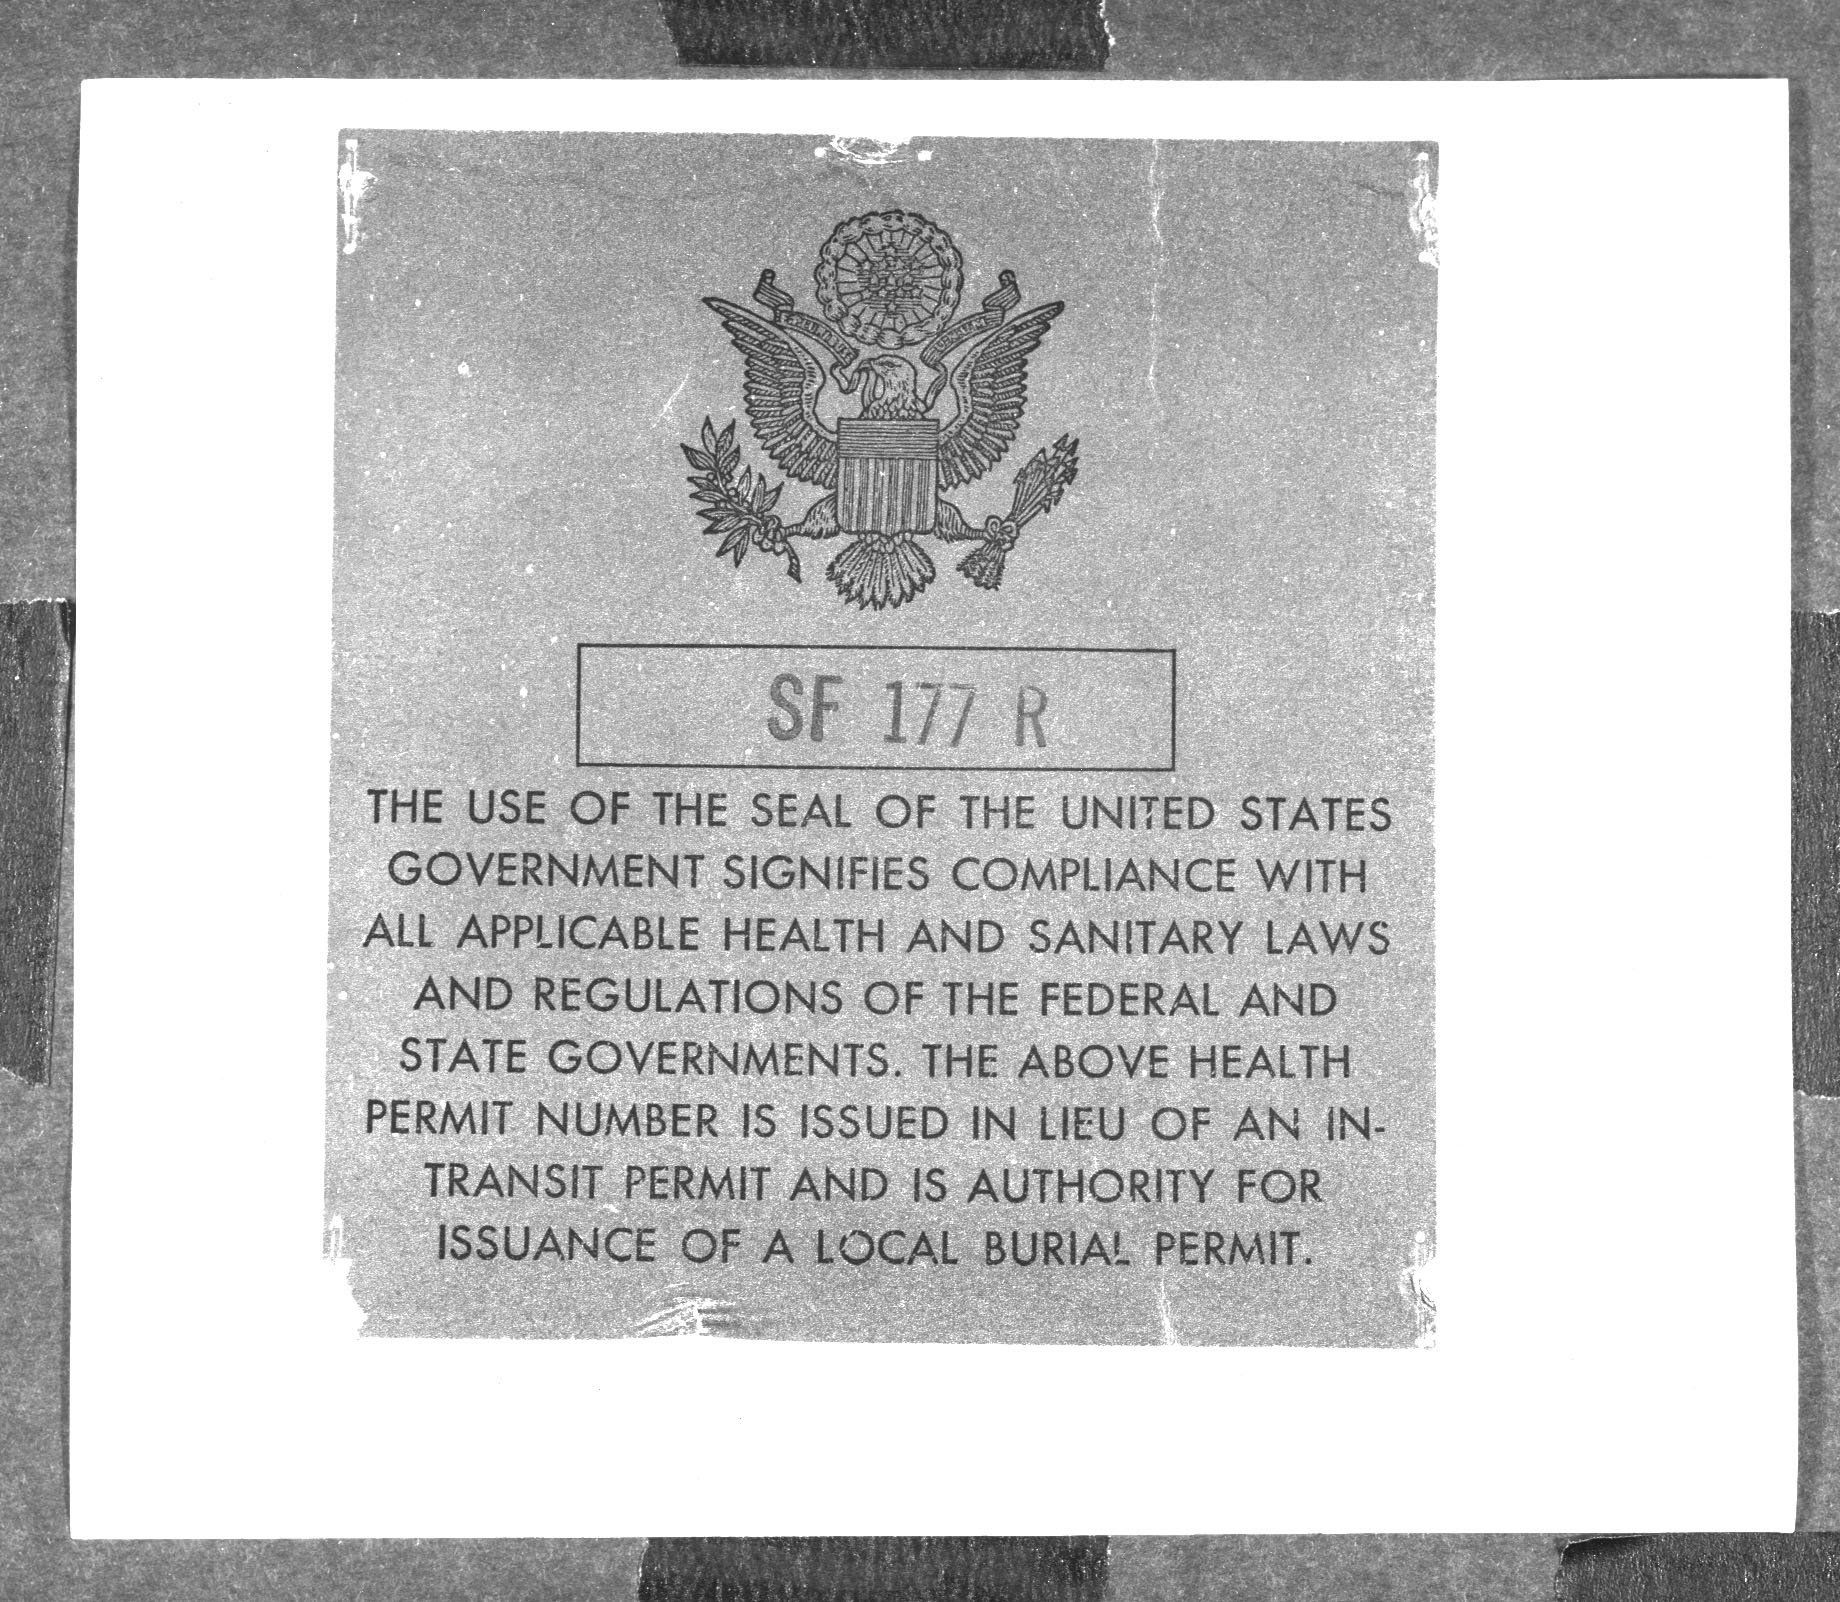 SF 177 R
THE USE OF THE SEAL OF THE UNITED STATES
GOVERNMENT SIGNIFIES COMPLIANCE WITH
ALL APPLICABLE HEALTH AND SANITARY LAWS
AND REGULATIONS OF THE FEDERAL AND
STATE GOVERNMENTS. THE ABOVE HEALTH
PERMIT NUMBER IS ISSUED IN LIEU OF AN IN-
TRANSIT PERMIT AND IS AUTHORITY FOR
ISSUANCE OF A LOCAL BURIAL PERMIT.